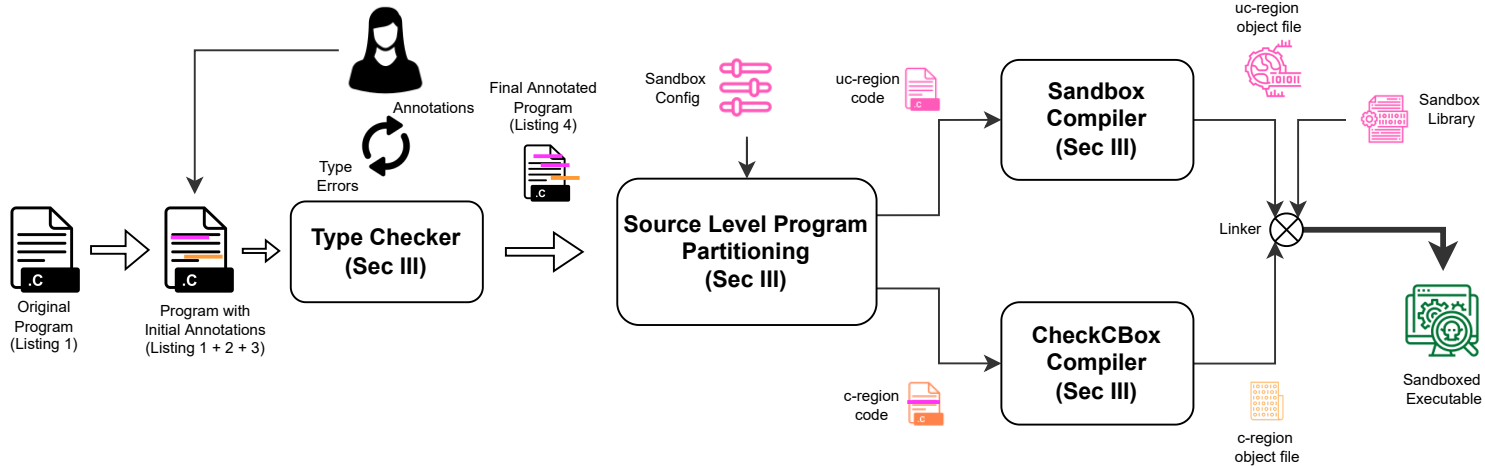 Original
Program
(Listing 1)
.C
Program with
Initial Annotations
(Listing 1 + 2 + 3)
.C
Annotations
Type
Errors
Type Checker
(Sec III)
Final Annotated
Program
(Listing 4)
.C
Sandbox
Config
Source Level Program
Partitioning
(Sec III)
uc-region
code
.C
Sandbox
Compiler
(Sec III)
uc-region
object file
Sandbox
Library
Linker
c-region
code
.C
CheckCBox
Compiler
(Sec III)
c-region
object file
Sandboxed
Executable